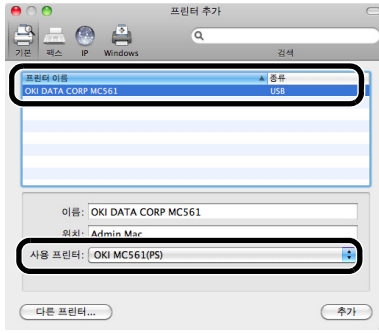 프린터 추가
기본 팩스 IP Windows 검색
프린터 이름 종류
OKI DATA CORP MC561 USB
이름: OKI DATA CORP MC561
위치: Admin Mac
사용 프린터: OKI MC561(PS)
다른 프린터... 추가